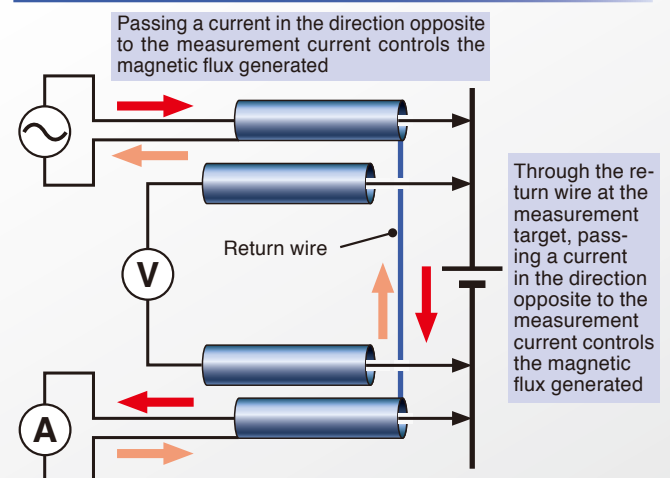 Passing a current in the direction opposite
to the measurement current controls the
magnetic flux generated
Through the re-
turn wire at the
measurement
target, pass-
ing a current
in the direction
opposite to the
measurement
current controls
the magnetic
flux generated
Return wire
V
A